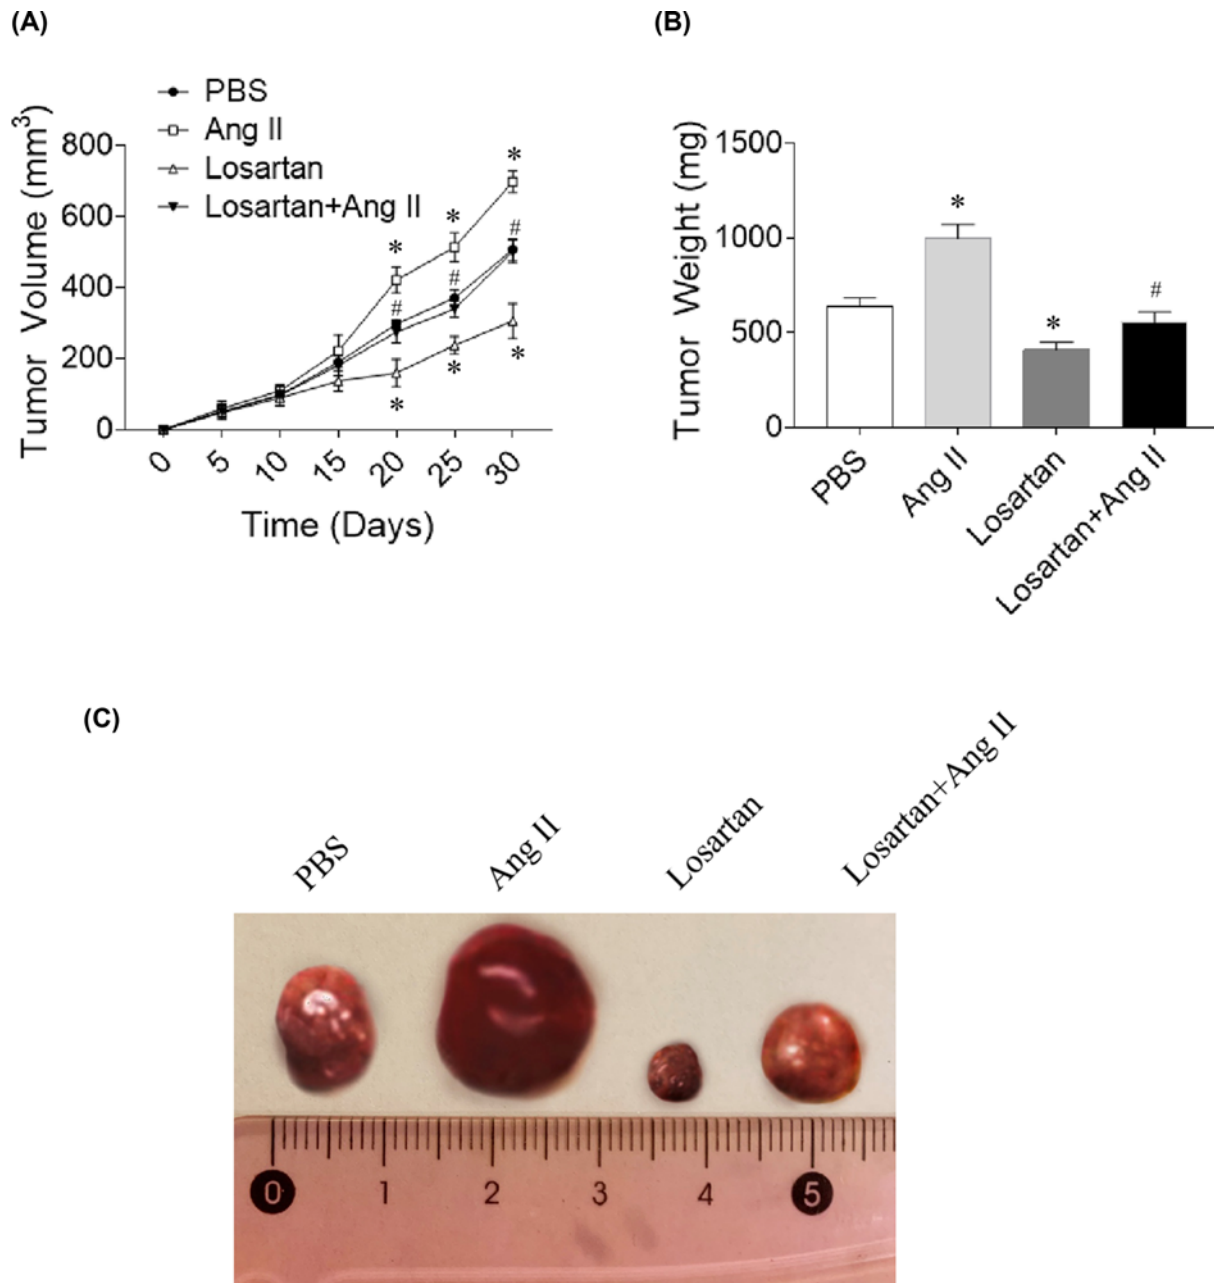 (A)
PBS
Ang II
Losartan
Losartan+Ang II
Tumor Volume (mm³)
800
600
400
200
0
* * *
# # #
* * *
0 5 10 15 20 25 30
Time (Days)
(B)
Tumor Weight (mg)
1500
1000
500
0
* * #
PBS
Ang II
Losartan
Losartan+Ang II
(C)
PBS
Ang II
Losartan
Losartan+Ang II
0 1 2 3 4 5